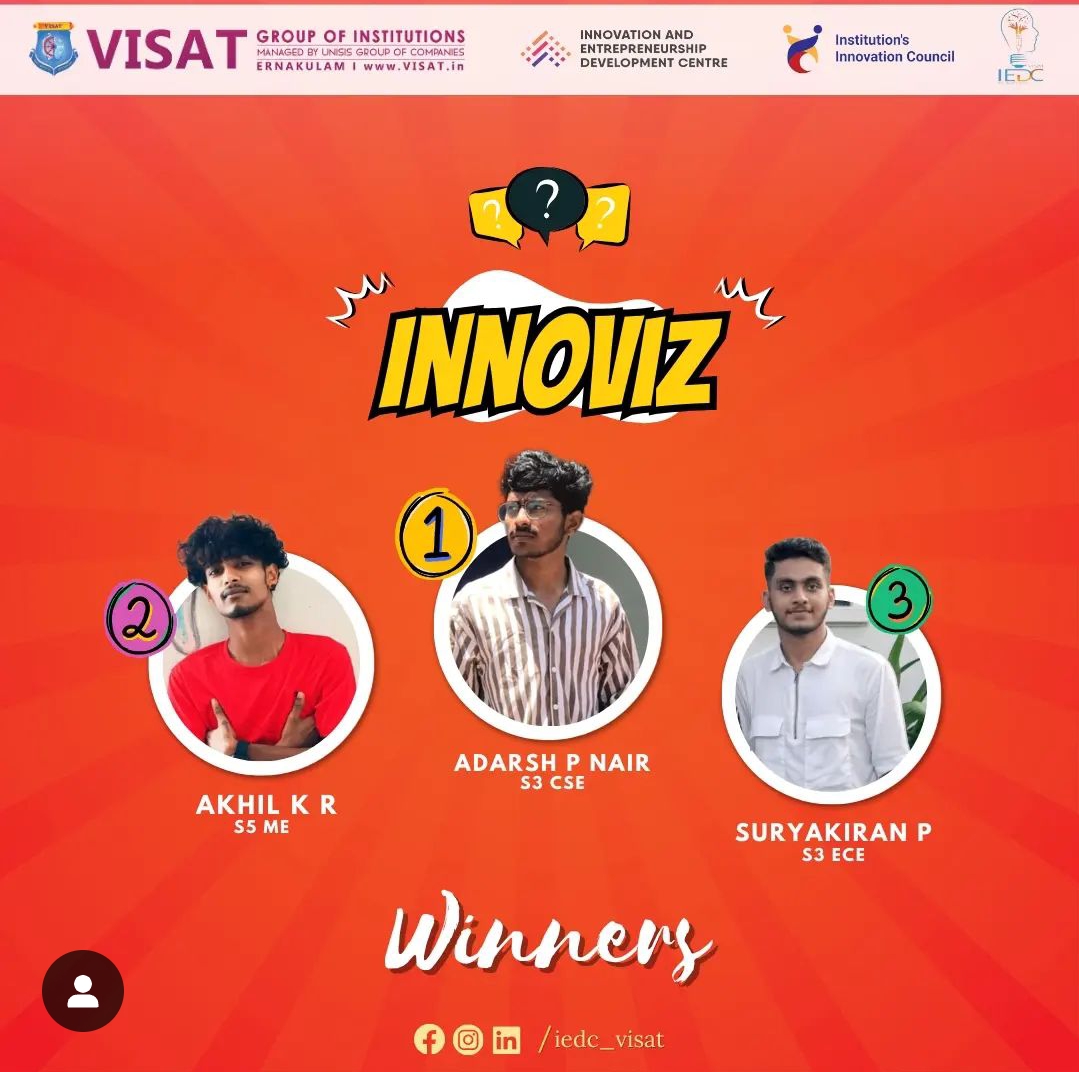 VISAT
VISAT
GROUP OF INSTITUTIONS
MANAGED BY UNISIS GROUP OF COMPANIES
ERNAKULAM I www.VISAT.in
INNOVATION AND
ENTREPRENEURSHIP
DEVELOPMENT CENTRE
Institution's
Innovation Council
IEDC
? ? ?
INNOVIZ
1
2
3
ADARSH P NAIR
S3 CSE
AKHIL K R
S5 ME
SURYAKIRAN P
S3 ECE
Winners
/iedc_visat